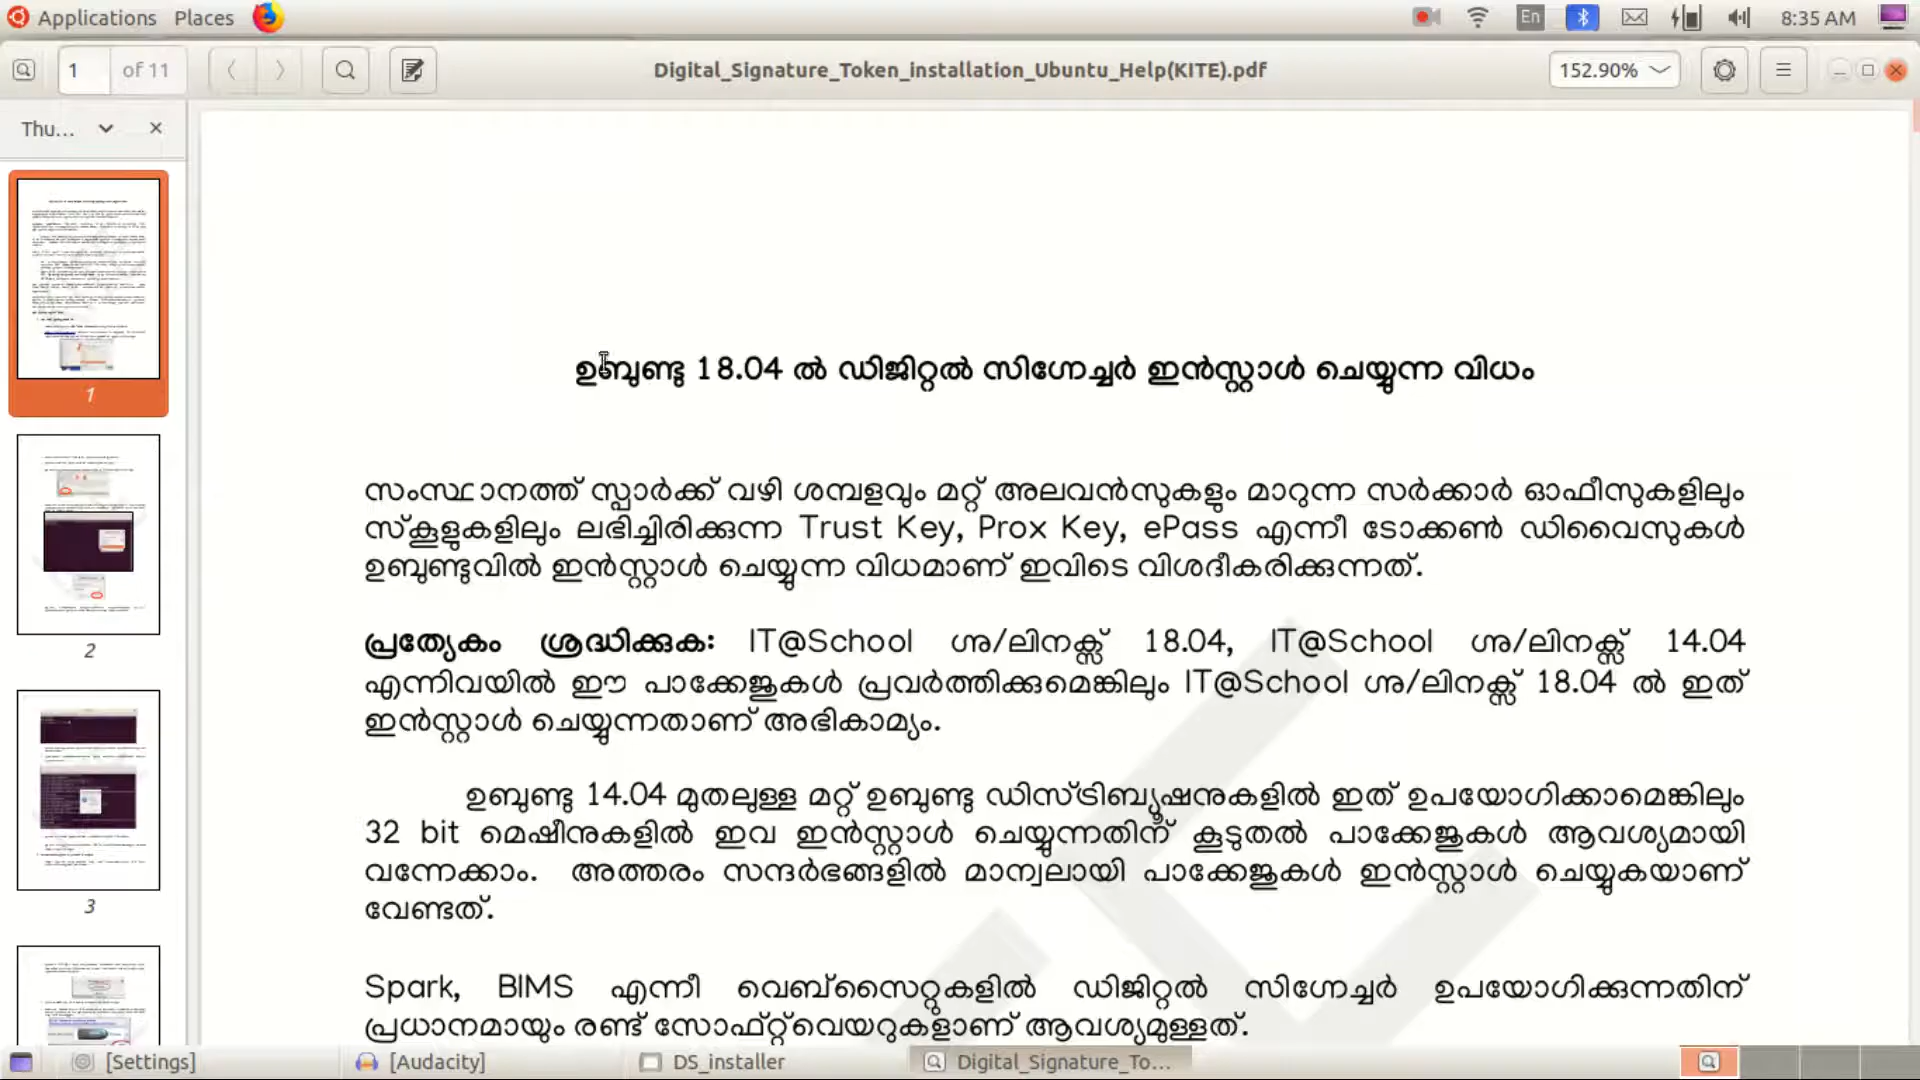 Applications Places En 8:35 AM
1 of 11 Digital_Signature_Token_installation_Ubuntu_Help(KITE).pdf 152.90%
Thu...
1
2
3
ഉബുണ്ടു 18.04 ൽ ഡിജിറ്റൽ സിഗ്നേച്ചർ ഇൻസ്റ്റാൾ ചെയ്യുന്ന വിധം
സംസ്ഥാനത്ത് സ്പാർക്ക് വഴി ശമ്പളവും മറ്റ് അലവൻസുകളും മാറുന്ന സർക്കാർ ഓഫീസുകളിലും
സ്കൂളുകളിലും ലഭിച്ചിരിക്കുന്ന Trust Key, Prox Key, ePass എന്നീ ടോക്കൺ ഡിവൈസുകൾ
ഉബുണ്ടുവിൽ ഇൻസ്റ്റാൾ ചെയ്യുന്ന വിധമാണ് ഇവിടെ വിശദീകരിക്കുന്നത്.
പ്രത്യേകം ശ്രദ്ധിക്കുക: IT@School ഗ്നു/ലിനക്സ് 18.04, IT@School ഗ്നു/ലിനക്സ് 14.04
എന്നിവയിൽ ഈ പാക്കേജുകൾ പ്രവർത്തിക്കുമെങ്കിലും IT@School ഗ്നു/ലിനക്സ് 18.04 ൽ ഇത്
ഇൻസ്റ്റാൾ ചെയ്യുന്നതാണ് അഭികാമ്യം.
ഉബുണ്ടു 14.04 മുതലുള്ള മറ്റ് ഉബുണ്ടു ഡിസ്ട്രിബ്യൂഷനുകളിൽ ഇത് ഉപയോഗിക്കാമെങ്കിലും
32 bit മെഷീനുകളിൽ ഇവ ഇൻസ്റ്റാൾ ചെയ്യുന്നതിന് കൂടുതൽ പാക്കേജുകൾ ആവശ്യമായി
വന്നേക്കാം. അത്തരം സന്ദർഭങ്ങളിൽ മാന്വലായി പാക്കേജുകൾ ഇൻസ്റ്റാൾ ചെയ്യുകയാണ്
വേണ്ടത്.
Spark, BIMS എന്നീ വെബ്സൈറ്റുകളിൽ ഡിജിറ്റൽ സിഗ്നേച്ചർ ഉപയോഗിക്കുന്നതിന്
പ്രധാനമായും രണ്ട് സോഫ്റ്റ്‌വെയറുകളാണ് ആവശ്യമുള്ളത്.
[Settings] [Audacity] DS_installer Digital_Signature_To...